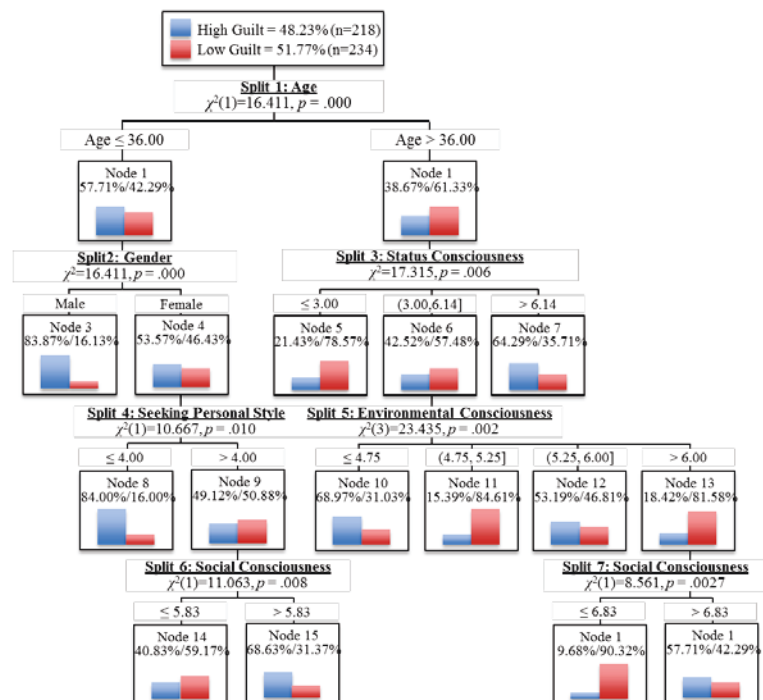 High Guilt = 48.23% (n=218)
Low Guilt = 51.77% (n=234)
Split 1: Age
χ²(1)=16.411, p = .000
Age ≤ 36.00
Age > 36.00
Node 1
57.71%/42.29%
Node 1
38.67%/61.33%
Split2: Gender
χ²=16.411, p = .000
Split 3: Status Consciousness
χ²=17.315, p = .006
Male
Female
≤ 3.00
(3.00,6.14]
> 6.14
Node 3
83.87%/16.13%
Node 4
53.57%/46.43%
Node 5
21.43%/78.57%
Node 6
42.52%/57.48%
Node 7
64.29%/35.71%
Split 4: Seeking Personal Style
χ²(1)=10.667, p = .010
Split 5: Environmental Consciousness
χ²(3)=23.435, p = .002
≤ 4.00
> 4.00
≤ 4.75
(4.75, 5.25]
(5.25, 6.00]
> 6.00
Node 8
84.00%/16.00%
Node 9
49.12%/50.88%
Node 10
68.97%/31.03%
Node 11
15.39%/84.61%
Node 12
53.19%/46.81%
Node 13
18.42%/81.58%
Split 6: Social Consciousness
χ²(1)=11.063, p = .008
Split 7: Social Consciousness
χ²(1)=8.561, p = .0027
≤ 5.83
> 5.83
≤ 6.83
> 6.83
Node 14
40.83%/59.17%
Node 15
68.63%/31.37%
Node 1
9.68%/90.32%
Node 1
57.71%/42.29%